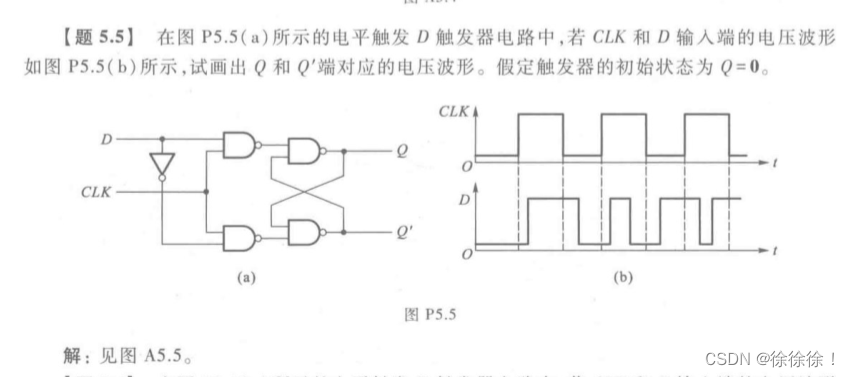 【题 5.5】 在图 P5.5(a)所示的电平触发 D 触发器电路中,若 CLK 和 D 输入端的电压波形
如图 P5.5(b)所示,试画出 Q 和 Q′端对应的电压波形。假定触发器的初始状态为 Q=0。
D
CLK
Q
Q′
(a)
CLK
O
t
D
O
t
(b)
图 P5.5
解: 见图 A5.5。
CSDN @徐徐徐！